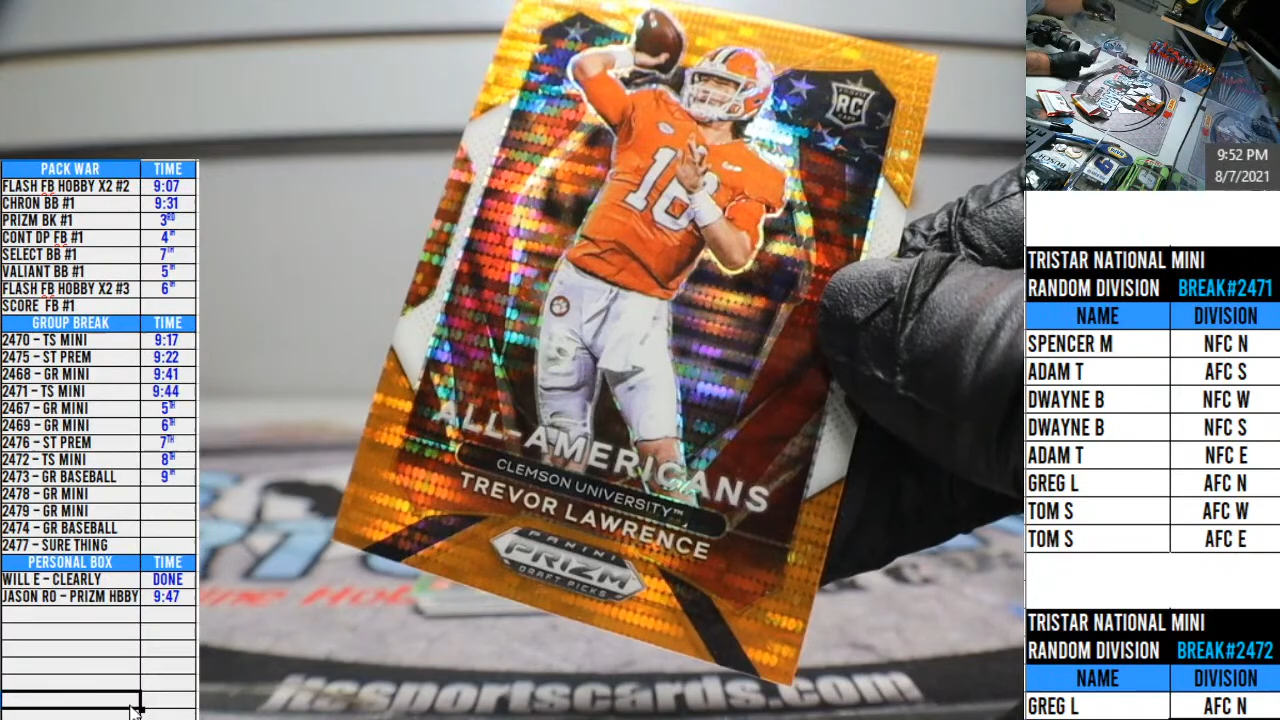 PACK WAR TIME
FLASH FB HOBBY X2 #2 9:07
CHRON BB #1 9:31
PRIZM BK #1 3RD
CONT DP FB #1 4TH
SELECT BB #1 7TH
VALIANT BB #1 5TH
FLASH FB HOBBY X2 #3 6TH
SCORE FB #1
GROUP BREAK TIME
2470 – TS MINI 9:17
2475 – ST PREM 9:22
2468 – GR MINI 9:41
2471 – TS MINI 9:44
2467 – GR MINI 5TH
2469 – GR MINI 6TH
2476 – ST PREM 7TH
2472 – TS MINI 8TH
2473 – GR BASEBALL 9TH
2478 – GR MINI
2479 – GR MINI
2474 – GR BASEBALL
2477 – SURE THING
PERSONAL BOX TIME
WILL E – CLEARLY DONE
JASON RO – PRIZM HBBY 9:47
RC
16
ALL-AMERICANS
CLEMSON UNIVERSITY™
TREVOR LAWRENCE
PANINI
PRIZM
DRAFT PICKS
jtcsportscards.com
9:52 PM
8/7/2021
TRISTAR NATIONAL MINI
RANDOM DIVISION BREAK#2471
NAME DIVISION
SPENCER M NFC N
ADAM T AFC S
DWAYNE B NFC W
DWAYNE B NFC S
ADAM T NFC E
GREG L AFC N
TOM S AFC W
TOM S AFC E
TRISTAR NATIONAL MINI
RANDOM DIVISION BREAK#2472
NAME DIVISION
GREG L AFC N